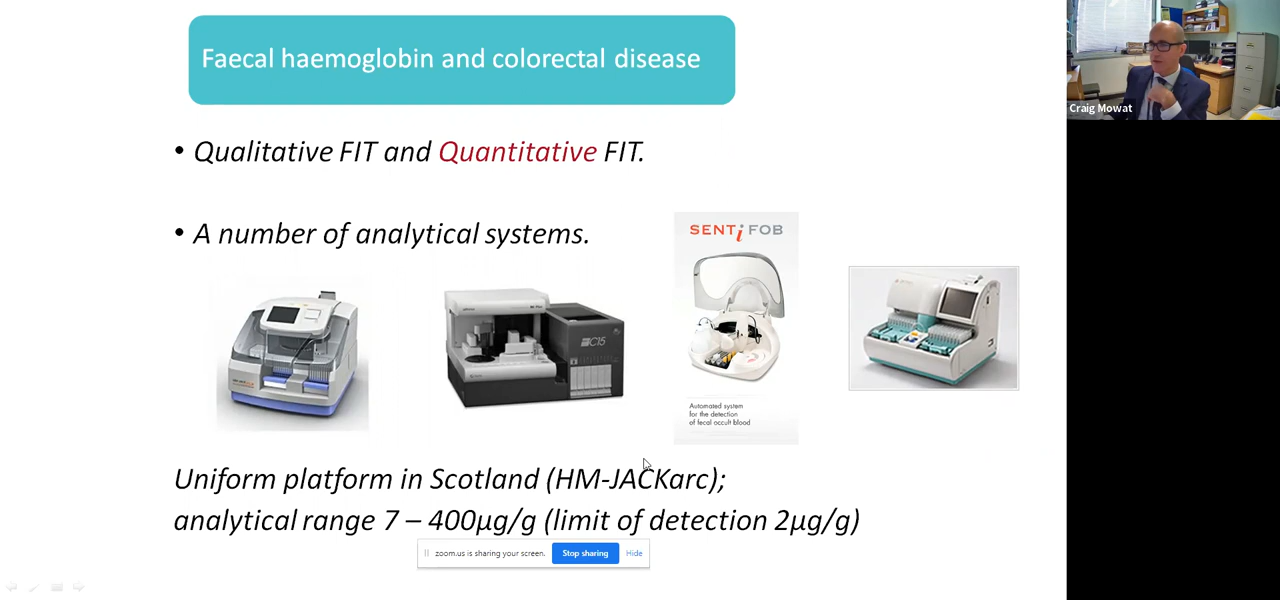 Faecal haemoglobin and colorectal disease
Craig Mowat
• Qualitative FIT and Quantitative FIT.
• A number of analytical systems.
SENTiFOB
C15
Automated system
for the detection
of fecal occult blood
Uniform platform in Scotland (HM-JACKarc);
analytical range 7 – 400µg/g (limit of detection 2µg/g)
zoom.us is sharing your screen. Stop sharing Hide